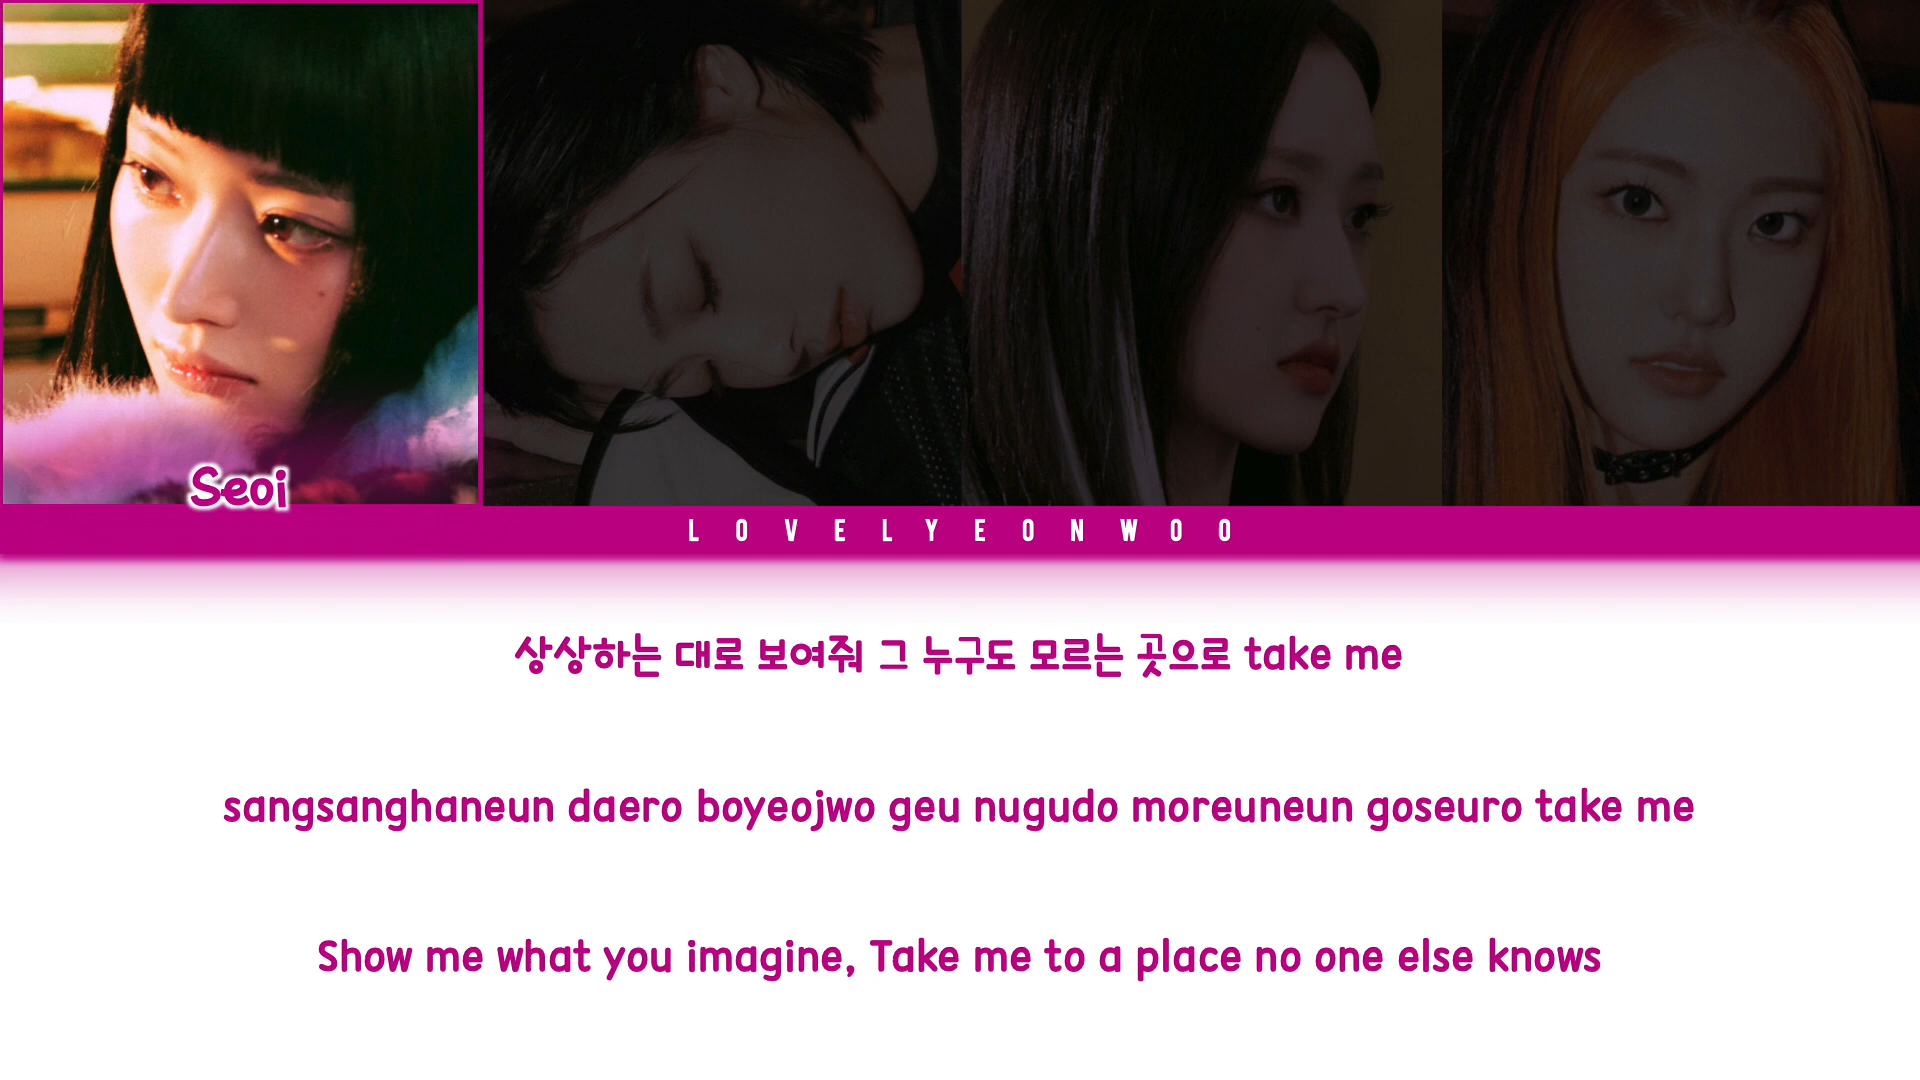 Seoi
LOVELYEONWOO
상상하는 대로 보여줘 그 누구도 모르는 곳으로 take me
sangsanghaneun daero boyeojwo geu nugudo moreuneun goseuro take me
Show me what you imagine, Take me to a place no one else knows